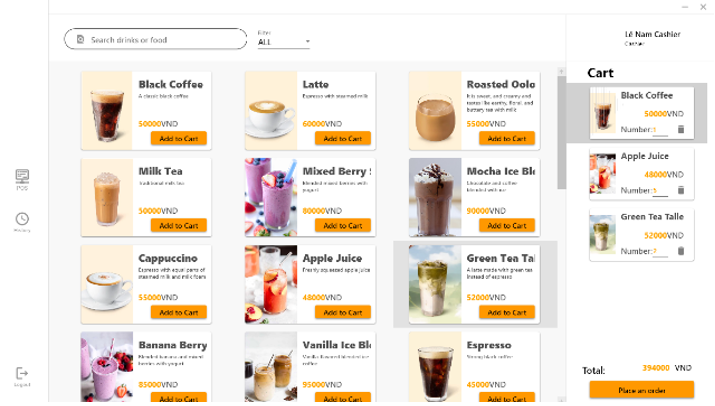 Search drinks or food
Filter
ALL
Lê Nam Cashier
Cashier
Cart
Black Coffee
A classic black coffee
50000VND
Add to Cart
Latte
Espresso with steamed milk
60000VND
Add to Cart
Roasted Oolo
It is sweet, and creamy and
tastes like earthy, floral, and
buttery tea with milk
55000VND
Add to Cart
Milk Tea
Traditional milk tea
50000VND
Add to Cart
Mixed Berry S
Blended mixed berries with
yogurt
80000VND
Add to Cart
Mocha Ice Ble
Chocolate and coffee
blended with ice
90000VND
Add to Cart
Cappuccino
Espresso with equal parts of
steamed milk and milk foam
55000VND
Add to Cart
Apple Juice
Freshly squeezed apple juice
48000VND
Add to Cart
Green Tea Lat
A latte made with green tea
instead of espresso
52000VND
Add to Cart
Banana Berry
Blended banana and mixed
berries with yogurt
85000VND
Add to Cart
Vanilla Ice Ble
Vanilla flavored blended ice
coffee
95000VND
Add to Cart
Espresso
Strong black coffee
45000VND
Add to Cart
Black Coffee
50000VND
Number:1
Apple Juice
48000VND
Number:5
Green Tea Latte
52000VND
Number:2
POS
History
Logout
Total:
394000 VND
Place an order